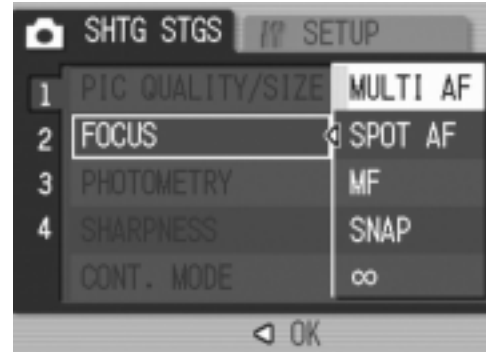 SHTG STGS SETUP
1 PIC QUALITY/SIZE MULTI AF
2 FOCUS SPOT AF
3 PHOTOMETRY MF
4 SHARPNESS SNAP
CONT. MODE ∞
OK